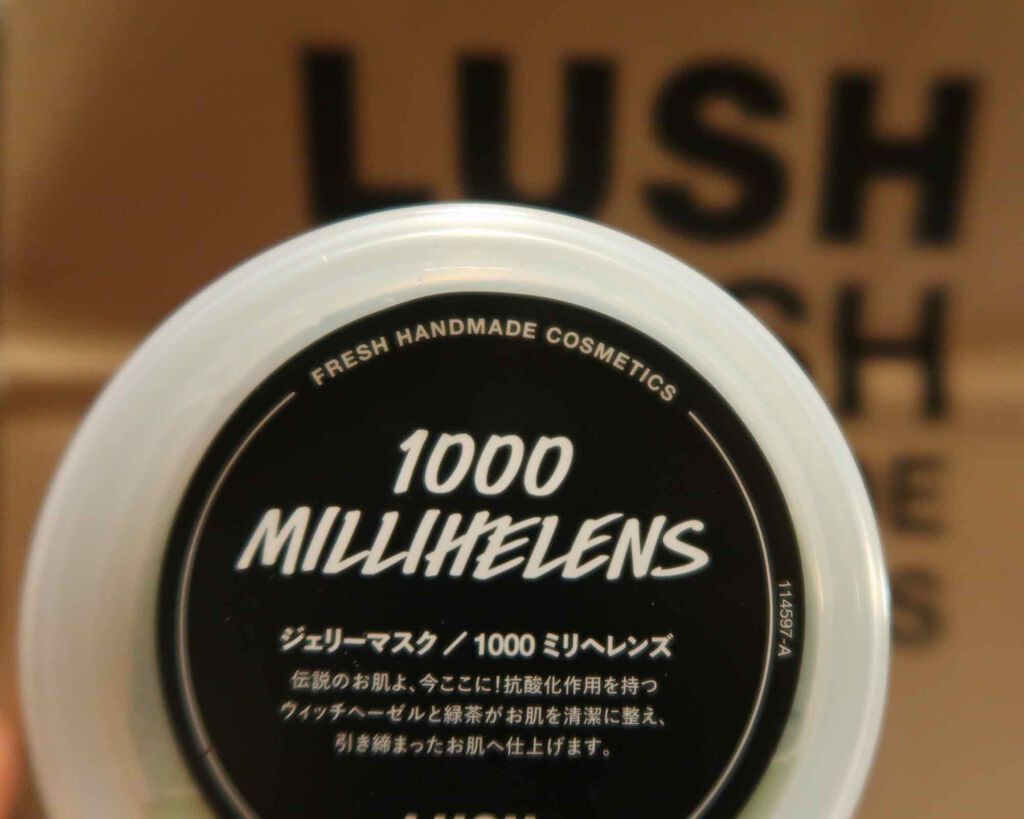 LUSH
SH
DE
S
FRESH HANDMADE COSMETICS
1000
MILLIHELENS
114597-A
ジェリーマスク / 1000 ミリヘレンズ
伝説のお肌よ、今ここに!抗酸化作用を持つ
ウィッチヘーゼルと緑茶がお肌を清潔に整え、
引き締まったお肌へ仕上げます。
LUSH